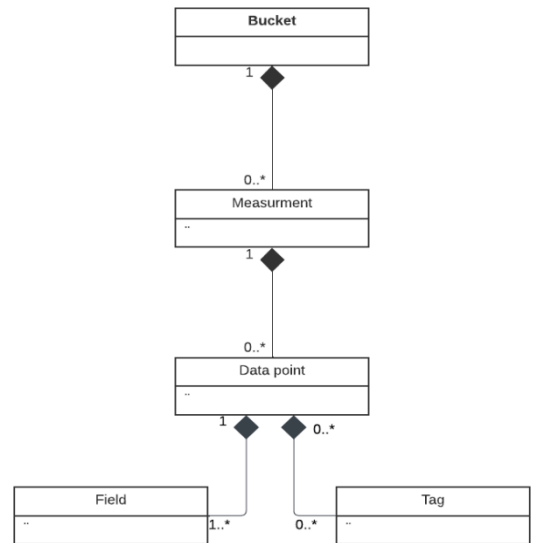 Bucket
1
0..*
Measurment
..
1
0..*
Data point
..
1
0..*
Field
..
1..*
0..*
Tag
..